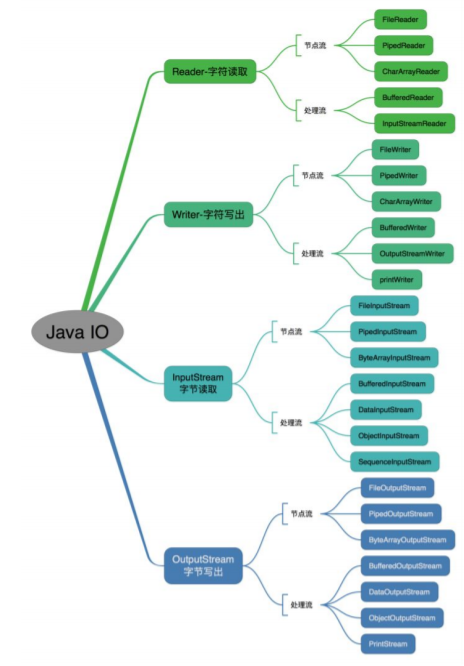 Java IO
Reader-字符读取
节点流
FileReader
PipedReader
CharArrayReader
处理流
BufferedReader
InputStreamReader
Writer-字符写出
节点流
FileWriter
PipedWriter
CharArrayWriter
处理流
BufferedWriter
OutputStreamWriter
printWriter
InputStream
字节读取
节点流
FileInputStream
PipedInputStream
ByteArrayInputStream
处理流
BufferedInputStream
DataInputStream
ObjectInputStream
SequenceInputStream
OutputStream
字节写出
节点流
FileOutputStream
PipedOutputStream
ByteArrayOutputStream
处理流
BufferedOutputStream
DataOutputStream
ObjectOutputStream
PrintStream